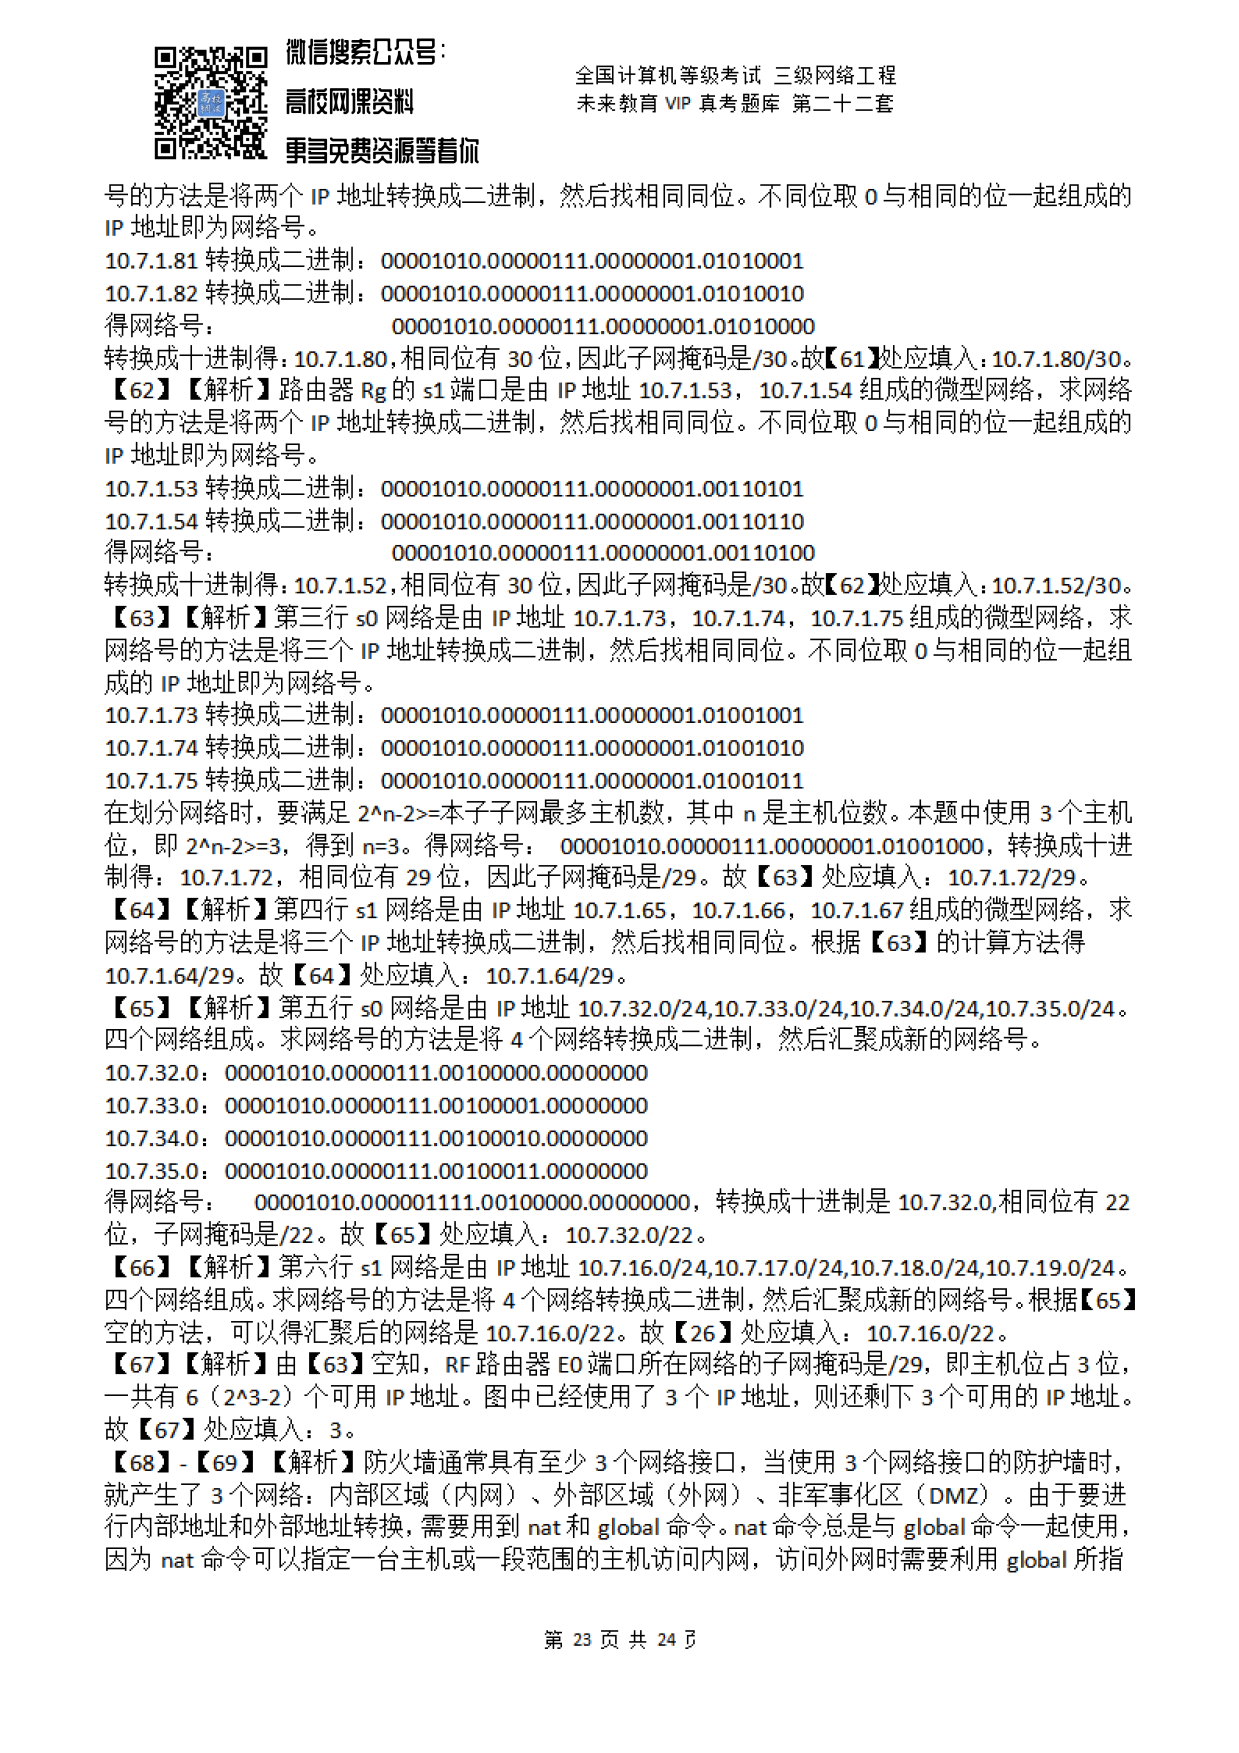 微信搜索公众号：
高校网课资料
更多免费资源等着你
全国计算机等级考试 三级网络工程
未来教育 VIP 真考题库 第二十二套
号的方法是将两个 IP 地址转换成二进制，然后找相同同位。不同位取 0 与相同的位一起组成的
IP 地址即为网络号。
10.7.1.81 转换成二进制：00001010.00000111.00000001.01010001
10.7.1.82 转换成二进制：00001010.00000111.00000001.01010010
得网络号： 00001010.00000111.00000001.01010000
转换成十进制得：10.7.1.80，相同位有 30 位，因此子网掩码是/30。故【61】处应填入：10.7.1.80/30。
【62】【解析】路由器 Rg 的 s1 端口是由 IP 地址 10.7.1.53，10.7.1.54 组成的微型网络，求网络
号的方法是将两个 IP 地址转换成二进制，然后找相同同位。不同位取 0 与相同的位一起组成的
IP 地址即为网络号。
10.7.1.53 转换成二进制：00001010.00000111.00000001.00110101
10.7.1.54 转换成二进制：00001010.00000111.00000001.00110110
得网络号： 00001010.00000111.00000001.00110100
转换成十进制得：10.7.1.52，相同位有 30 位，因此子网掩码是/30。故【62】处应填入：10.7.1.52/30。
【63】【解析】第三行 s0 网络是由 IP 地址 10.7.1.73，10.7.1.74，10.7.1.75 组成的微型网络，求
网络号的方法是将三个 IP 地址转换成二进制，然后找相同同位。不同位取 0 与相同的位一起组
成的 IP 地址即为网络号。
10.7.1.73 转换成二进制：00001010.00000111.00000001.01001001
10.7.1.74 转换成二进制：00001010.00000111.00000001.01001010
10.7.1.75 转换成二进制：00001010.00000111.00000001.01001011
在划分网络时，要满足 2^n-2>=本子子网最多主机数，其中 n 是主机位数。本题中使用 3 个主机
位，即 2^n-2>=3，得到 n=3。得网络号： 00001010.00000111.00000001.01001000，转换成十进
制得：10.7.1.72，相同位有 29 位，因此子网掩码是/29。故【63】处应填入：10.7.1.72/29。
【64】【解析】第四行 s1 网络是由 IP 地址 10.7.1.65，10.7.1.66，10.7.1.67 组成的微型网络，求
网络号的方法是将三个 IP 地址转换成二进制，然后找相同同位。根据【63】的计算方法得
10.7.1.64/29。故【64】处应填入：10.7.1.64/29。
【65】【解析】第五行 s0 网络是由 IP 地址 10.7.32.0/24,10.7.33.0/24,10.7.34.0/24,10.7.35.0/24。
四个网络组成。求网络号的方法是将 4 个网络转换成二进制，然后汇聚成新的网络号。
10.7.32.0：00001010.00000111.00100000.00000000
10.7.33.0：00001010.00000111.00100001.00000000
10.7.34.0：00001010.00000111.00100010.00000000
10.7.35.0：00001010.00000111.00100011.00000000
得网络号： 00001010.000001111.00100000.00000000，转换成十进制是 10.7.32.0,相同位有 22
位，子网掩码是/22。故【65】处应填入：10.7.32.0/22。
【66】【解析】第六行 s1 网络是由 IP 地址 10.7.16.0/24,10.7.17.0/24,10.7.18.0/24,10.7.19.0/24。
四个网络组成。求网络号的方法是将 4 个网络转换成二进制，然后汇聚成新的网络号。根据【65】
空的方法，可以得汇聚后的网络是 10.7.16.0/22。故【26】处应填入：10.7.16.0/22。
【67】【解析】由【63】空知，RF 路由器 E0 端口所在网络的子网掩码是/29，即主机位占 3 位，
一共有 6（2^3-2）个可用 IP 地址。图中已经使用了 3 个 IP 地址，则还剩下 3 个可用的 IP 地址。
故【67】处应填入：3。
【68】-【69】【解析】防火墙通常具有至少 3 个网络接口，当使用 3 个网络接口的防护墙时，
就产生了 3 个网络：内部区域（内网）、外部区域（外网）、非军事化区（DMZ）。由于要进
行内部地址和外部地址转换，需要用到 nat 和 global 命令。nat 命令总是与 global 命令一起使用，
因为 nat 命令可以指定一台主机或一段范围的主机访问内网，访问外网时需要利用 global 所指
第 23 页 共 24 页